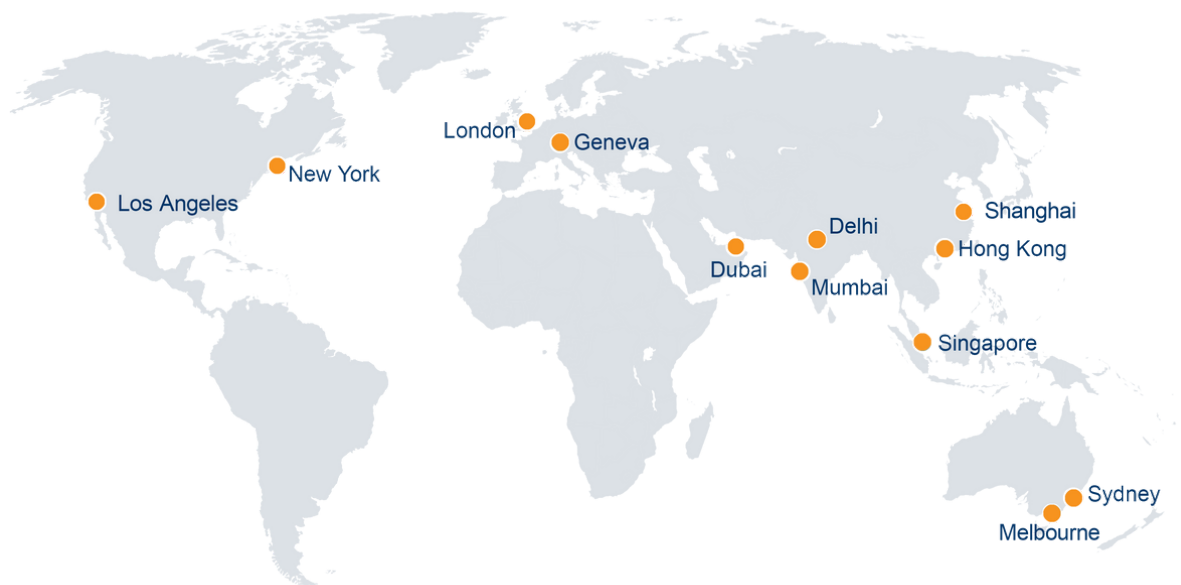 London
Geneva
New York
Los Angeles
Shanghai
Delhi
Hong Kong
Dubai
Mumbai
Singapore
Sydney
Melbourne